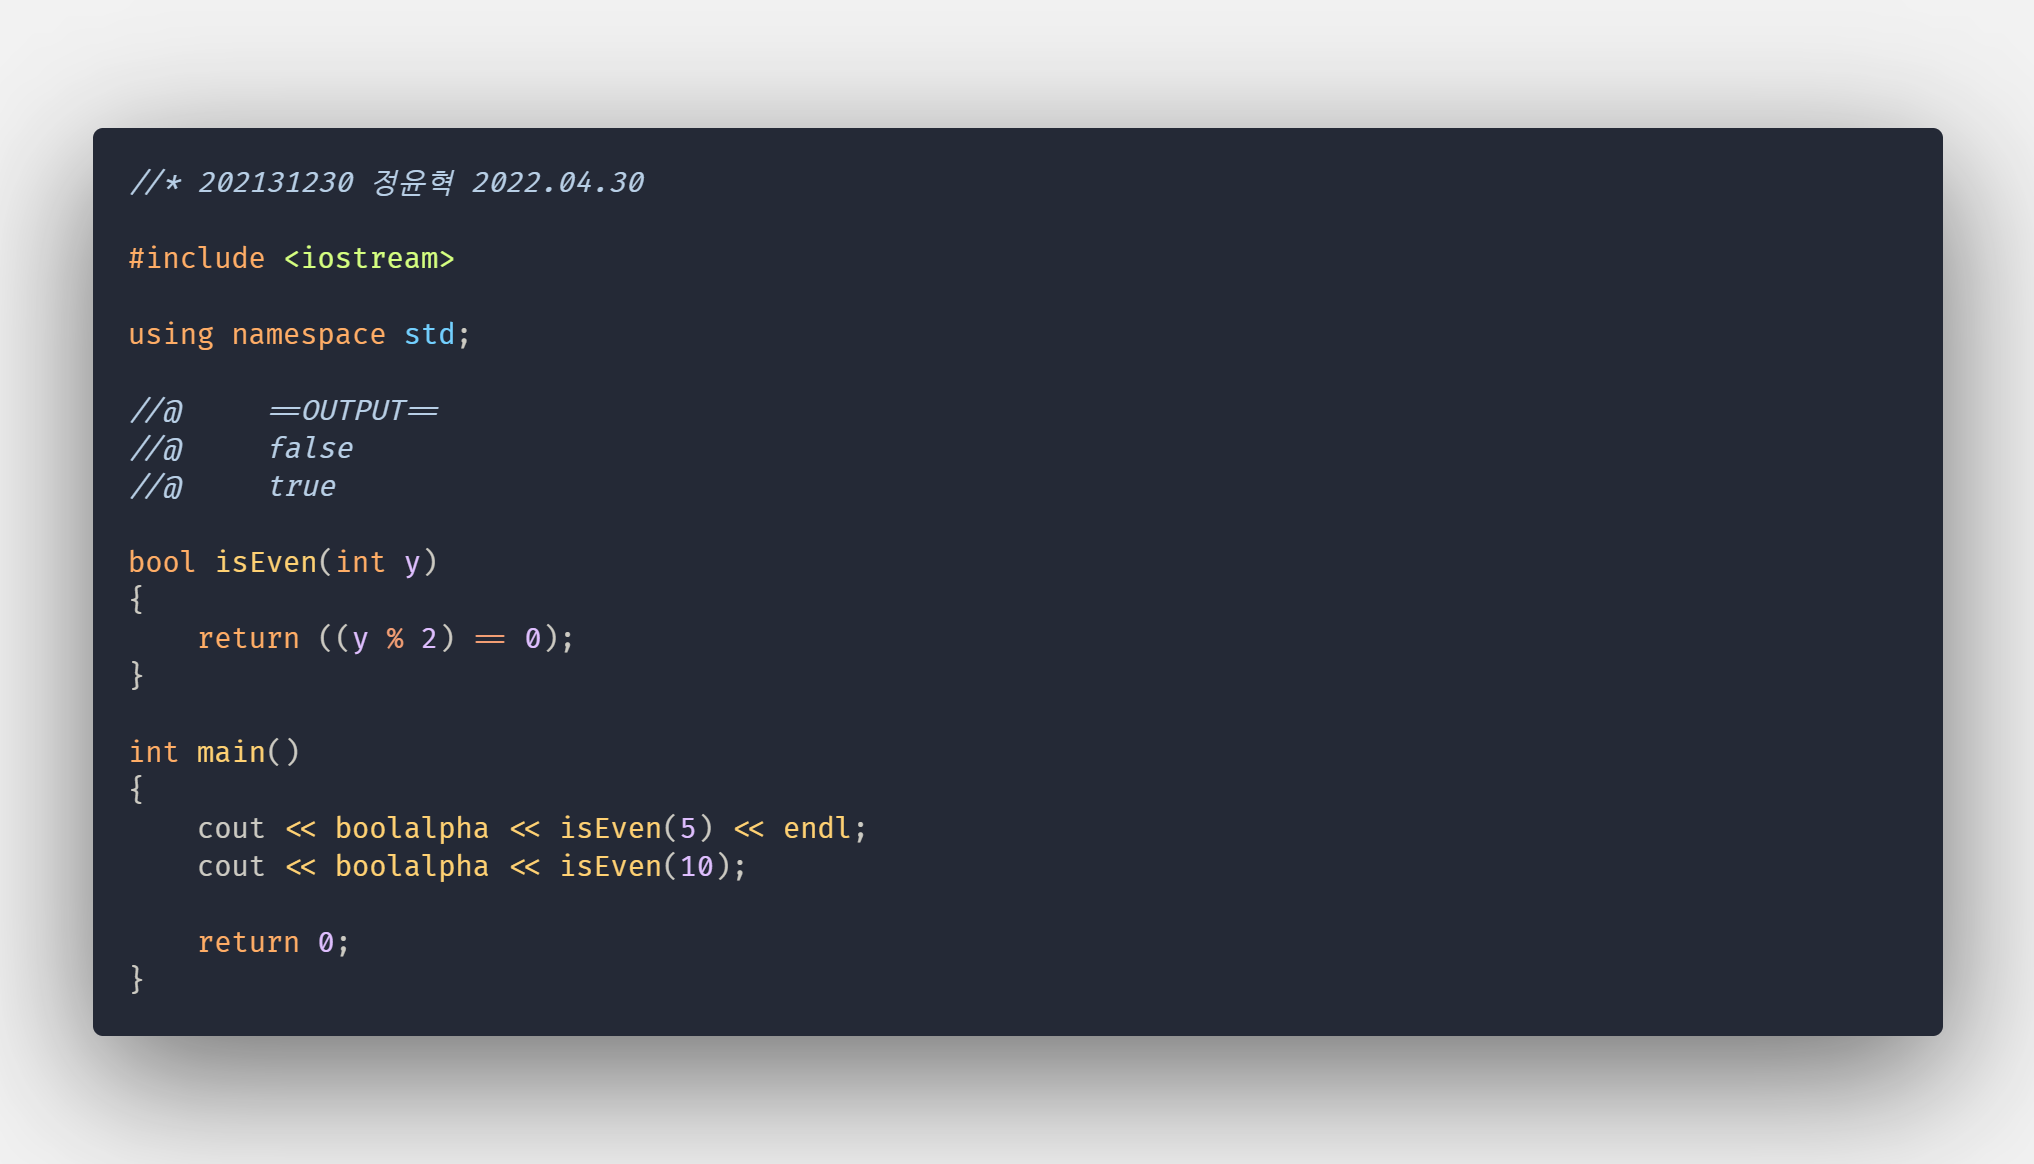 //* 202131230 정윤혁 2022.04.30
#include <iostream>
using namespace std;
//@     ==OUTPUT==
//@     false
//@     true
bool isEven(int y)
{
    return ((y % 2) == 0);
}
int main()
{
    cout << boolalpha << isEven(5) << endl;
    cout << boolalpha << isEven(10);
    return 0;
}